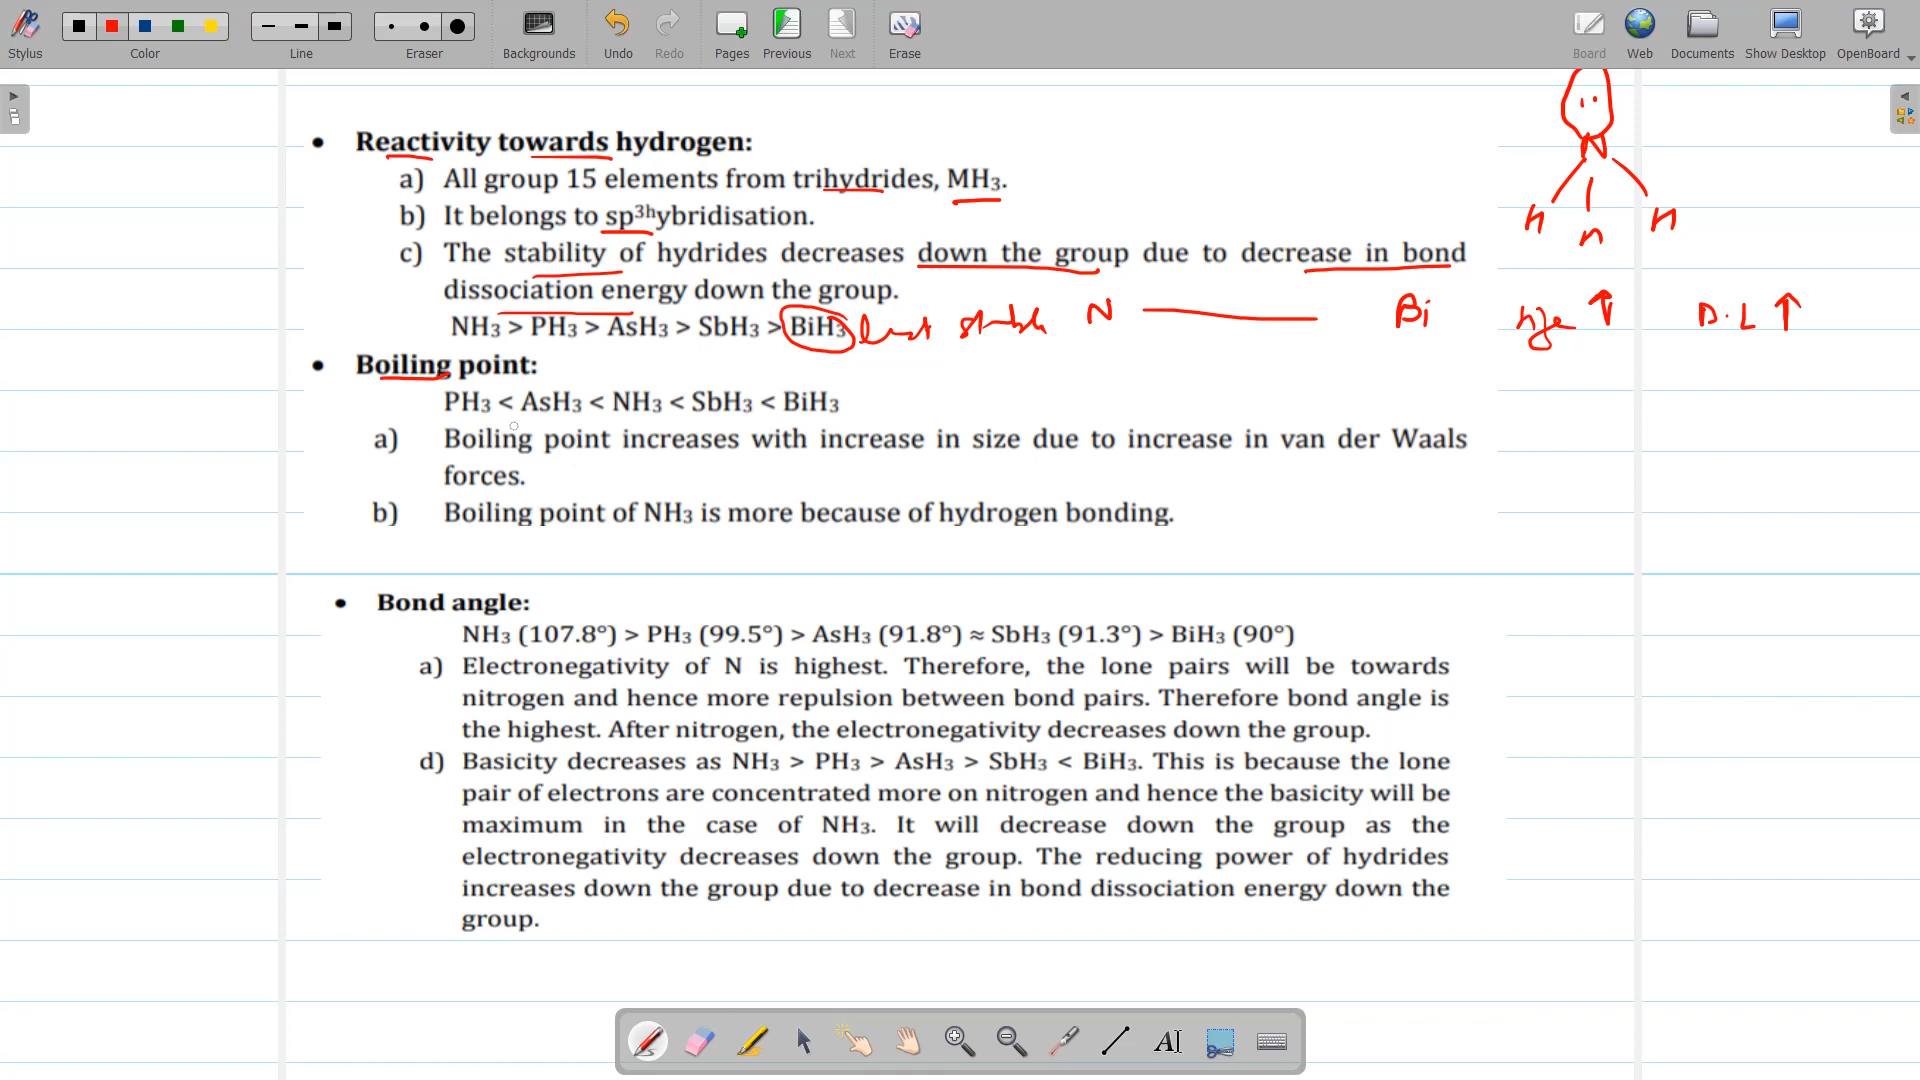 Stylus Color Line Eraser Backgrounds Undo Redo Pages Previous Next Erase Board Web Documents Show Desktop OpenBoard
N
H H H
• Reactivity towards hydrogen:
a) All group 15 elements from trihydrides, MH₃.
b) It belongs to sp³ʰybridisation.
c) The stability of hydrides decreases down the group due to decrease in bond
dissociation energy down the group.
NH₃ > PH₃ > AsH₃ > SbH₃ > BiH₃ least stable N Bi size ↑ B.L ↑
• Boiling point:
PH₃ < AsH₃ < NH₃ < SbH₃ < BiH₃
a) Boiling point increases with increase in size due to increase in van der Waals
forces.
b) Boiling point of NH₃ is more because of hydrogen bonding.
• Bond angle:
NH₃ (107.8°) > PH₃ (99.5°) > AsH₃ (91.8°) ≈ SbH₃ (91.3°) > BiH₃ (90°)
a) Electronegativity of N is highest. Therefore, the lone pairs will be towards
nitrogen and hence more repulsion between bond pairs. Therefore bond angle is
the highest. After nitrogen, the electronegativity decreases down the group.
d) Basicity decreases as NH₃ > PH₃ > AsH₃ > SbH₃ < BiH₃. This is because the lone
pair of electrons are concentrated more on nitrogen and hence the basicity will be
maximum in the case of NH₃. It will decrease down the group as the
electronegativity decreases down the group. The reducing power of hydrides
increases down the group due to decrease in bond dissociation energy down the
group.